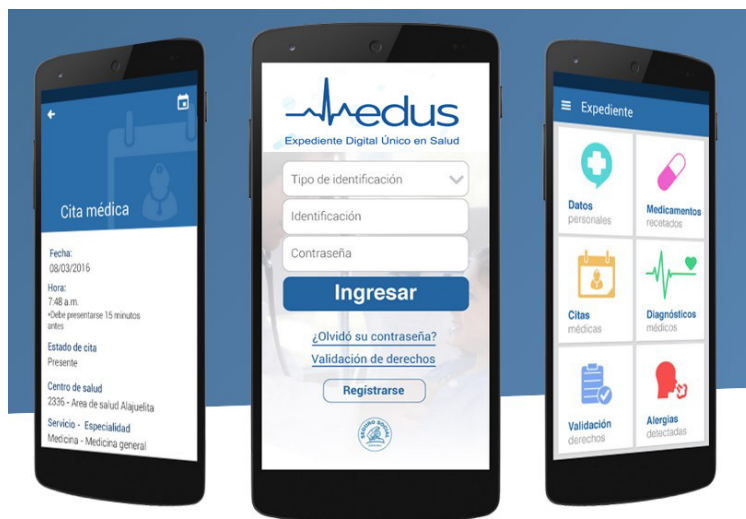 Cita médica
Fecha:
08/03/2016
Hora:
7:48 a.m.
•Debe presentarse 15 minutos
antes
Estado de cita
Presente
Centro de salud
2335 - Area de salud Alajuelita
Servicio - Especialidad
Medicina - Medicina general
edus
Expediente Digital Único en Salud
Tipo de identificación
Identificación
Contraseña
Ingresar
¿Olvidó su contraseña?
Validación de derechos
Registrarse
SEGURO SOCIAL
Expediente
Datos
personales
Medicamentos
recetados
Citas
médicas
Diagnósticos
médicos
Validación
derechos
Alergias
detectadas